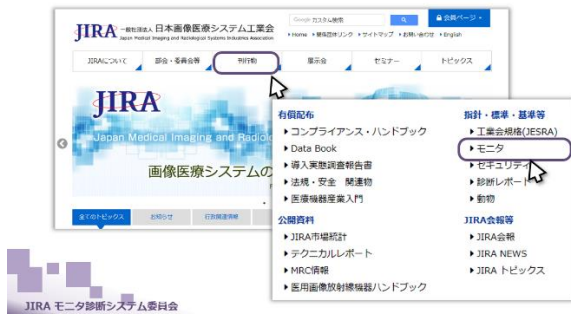 JIRA 一般社団法人 日本画像医療システム工業会
Japan Medical Imaging and Radiological Systems Industries Association
Google カスタム検索
会員ページ
Home
関係団体リンク
サイトマップ
お問い合わせ
English
JIRAについて
部会・委員会等
刊行物
展示会
セミナー
トピックス
JIRA
Japan Medical Imaging and Radiolo
画像医療システムの
全てのトピックス
お知らせ
行政関連情報
有償配布
コンプライアンス・ハンドブック
Data Book
導入実態調査報告書
法規・安全 関連物
医療機器産業入門
公開資料
JIRA市場統計
テクニカルレポート
MRC情報
医用画像放射線機器ハンドブック
指針・標準・基準等
工業会規格(JESRA)
モニタ
セキュリティ
診断レポート
動物
JIRA会報等
JIRA会報
JIRA NEWS
JIRA トピックス
JIRA モニタ診断システム委員会